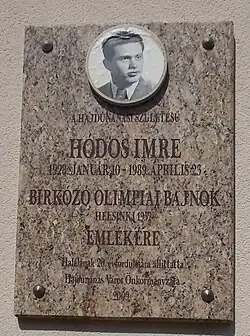 A HAJDÚNÁNÁSI SZÜLETÉSŰ
HÓDOS IMRE
1928. JANUÁR 10 - 1989. ÁPRILIS 23.
BIRKÓZÓ OLIMPIAI BAJNOK
HELSINKI 1952
EMLÉKÉRE
Halálának 20. évfordulójára állíttatta
Hajdúnánás Város Önkormányzata
2009